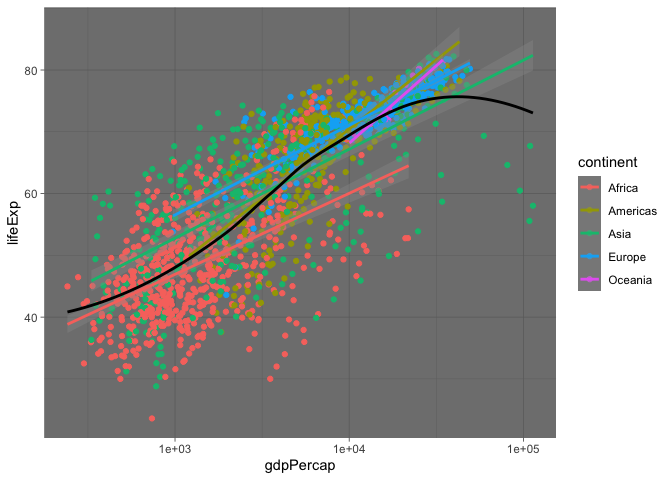 80
60
40
lifeExp
1e+03
1e+04
1e+05
gdpPercap
continent
Africa
Americas
Asia
Europe
Oceania